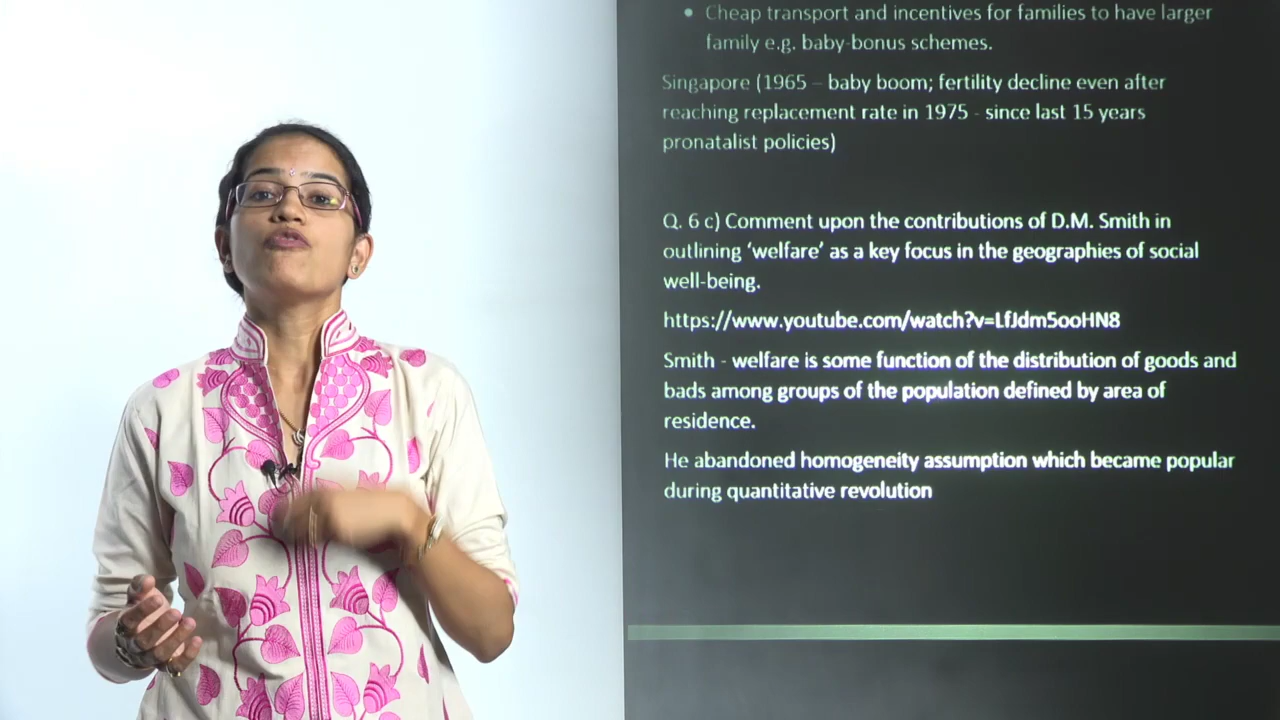 • Cheap transport and incentives for families to have larger
family e.g. baby-bonus schemes.
Singapore (1965 – baby boom; fertility decline even after
reaching replacement rate in 1975 - since last 15 years
pronatalist policies)
Q. 6 c) Comment upon the contributions of D.M. Smith in
outlining ‘welfare’ as a key focus in the geographies of social
well-being.
https://www.youtube.com/watch?v=LfJdm5ooHN8
Smith - welfare is some function of the distribution of goods and
bads among groups of the population defined by area of
residence.
He abandoned homogeneity assumption which became popular
during quantitative revolution